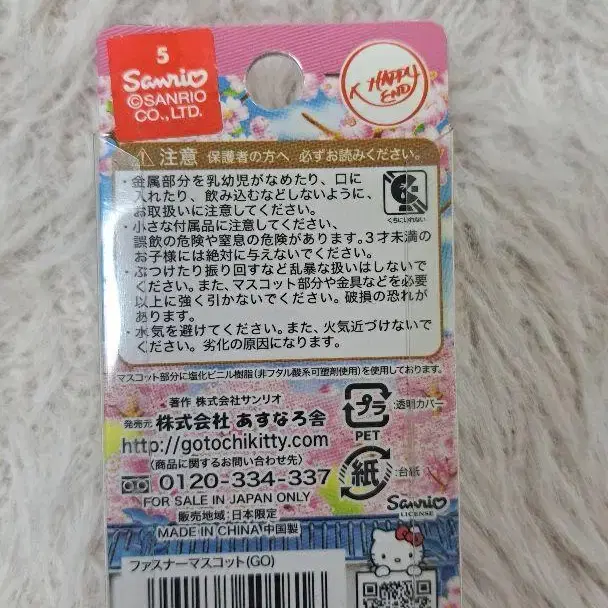 5
Sanrio
©SANRIO
CO., LTD.
HAPPY
END
注意 保護者の方へ 必ずお読みください。
・金属部分を乳幼児がなめたり、口に
入れたり、飲み込むなどしないように、
お取扱いに注意してください。
くちにいれない
・小さな付属品に注意してください、
誤飲の危険や窒息の危険があります。3才未満の
お子様には絶対に与えないでください。
・ぶつけたり振り回すなど乱暴な扱いはしないで
ください。また、マスコット部分や金具などを必要
以上に強く引かないでください。破損の恐れが
あります。
・水気を避けてください。また、火気近づけないで
ください。劣化の原因になります。
マスコット部分に塩化ビニル樹脂(非フタル酸系可塑剤使用)を使用しております。
著作 株式会社サンリオ
発売元 株式会社 あすなろ舎
http://gotochikitty.com
〈商品に関するお問い合わせ先〉
0120-334-337
FOR SALE IN JAPAN ONLY
販売地域:日本限定
MADE IN CHINA 中国製
プラ
PET
:透明カバー
紙
:台紙
Sanrio
LICENSE
ファスナーマスコット(GO)